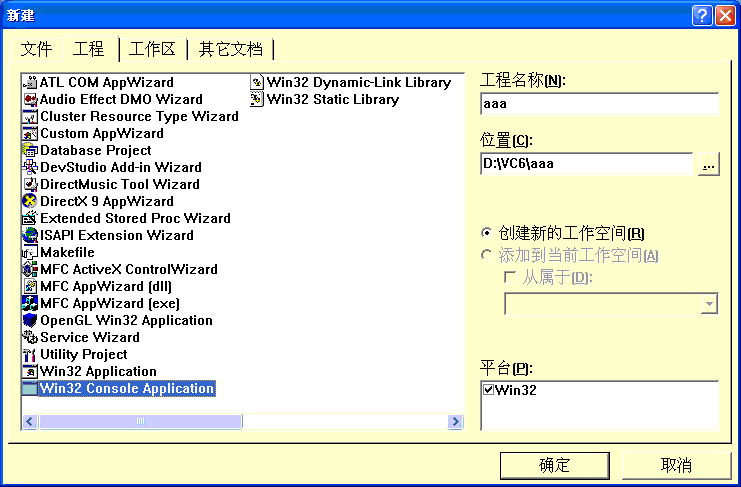 新建
文件 工程 工作区 其它文档
ATL COM AppWizard
Audio Effect DMO Wizard
Cluster Resource Type Wizard
Custom AppWizard
Database Project
DevStudio Add-in Wizard
DirectMusic Tool Wizard
DirectX 9 AppWizard
Extended Stored Proc Wizard
ISAPI Extension Wizard
Makefile
MFC ActiveX ControlWizard
MFC AppWizard (dll)
MFC AppWizard (exe)
OpenGL Win32 Application
Service Wizard
Utility Project
Win32 Application
Win32 Console Application
Win32 Dynamic-Link Library
Win32 Static Library
工程名称(N):
aaa
位置(C):
D:\VC6\aaa
...
创建新的工作空间(R)
添加到当前工作空间(A)
从属于(D):
平台(P):
Win32
确定 取消